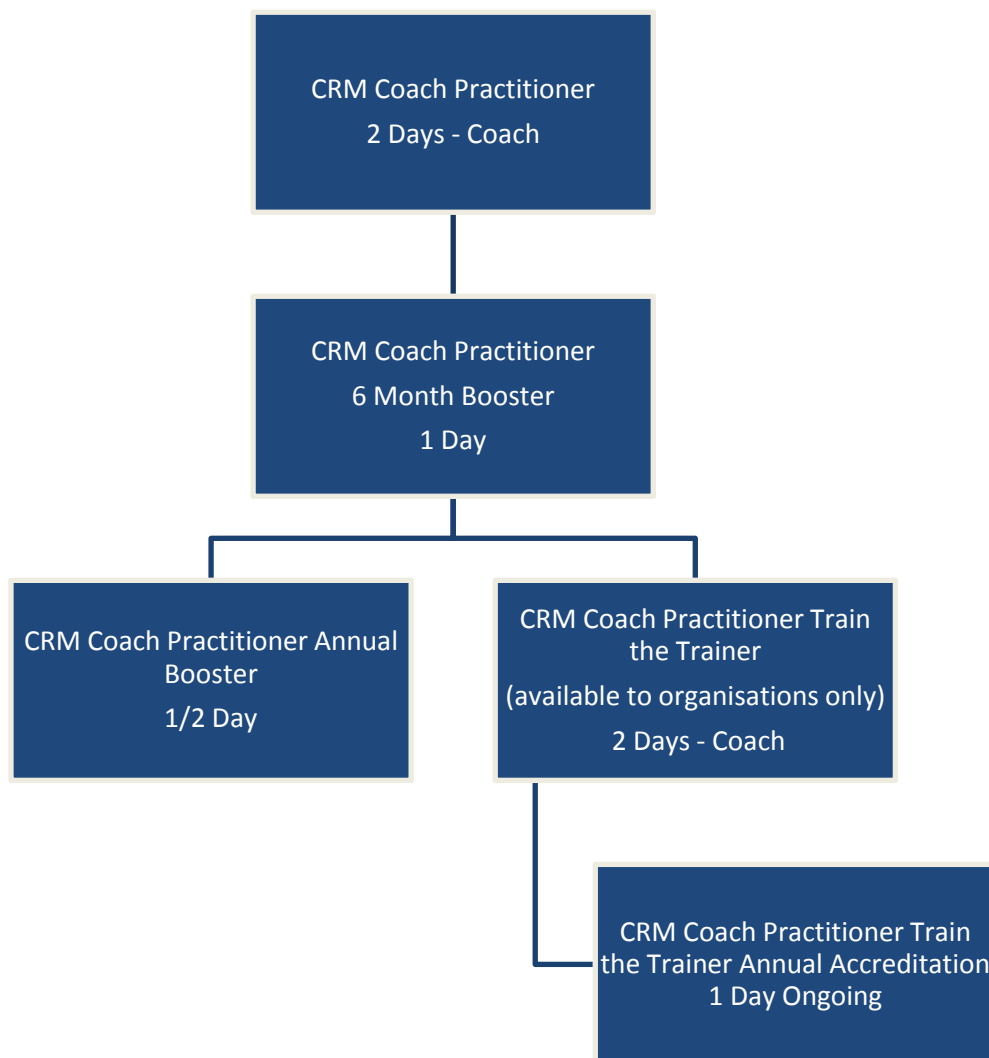 CRM Coach Practitioner
2 Days - Coach
CRM Coach Practitioner
6 Month Booster
1 Day
CRM Coach Practitioner Annual
Booster
1/2 Day
CRM Coach Practitioner Train
the Trainer
(available to organisations only)
2 Days - Coach
CRM Coach Practitioner Train
the Trainer Annual Accreditation
1 Day Ongoing